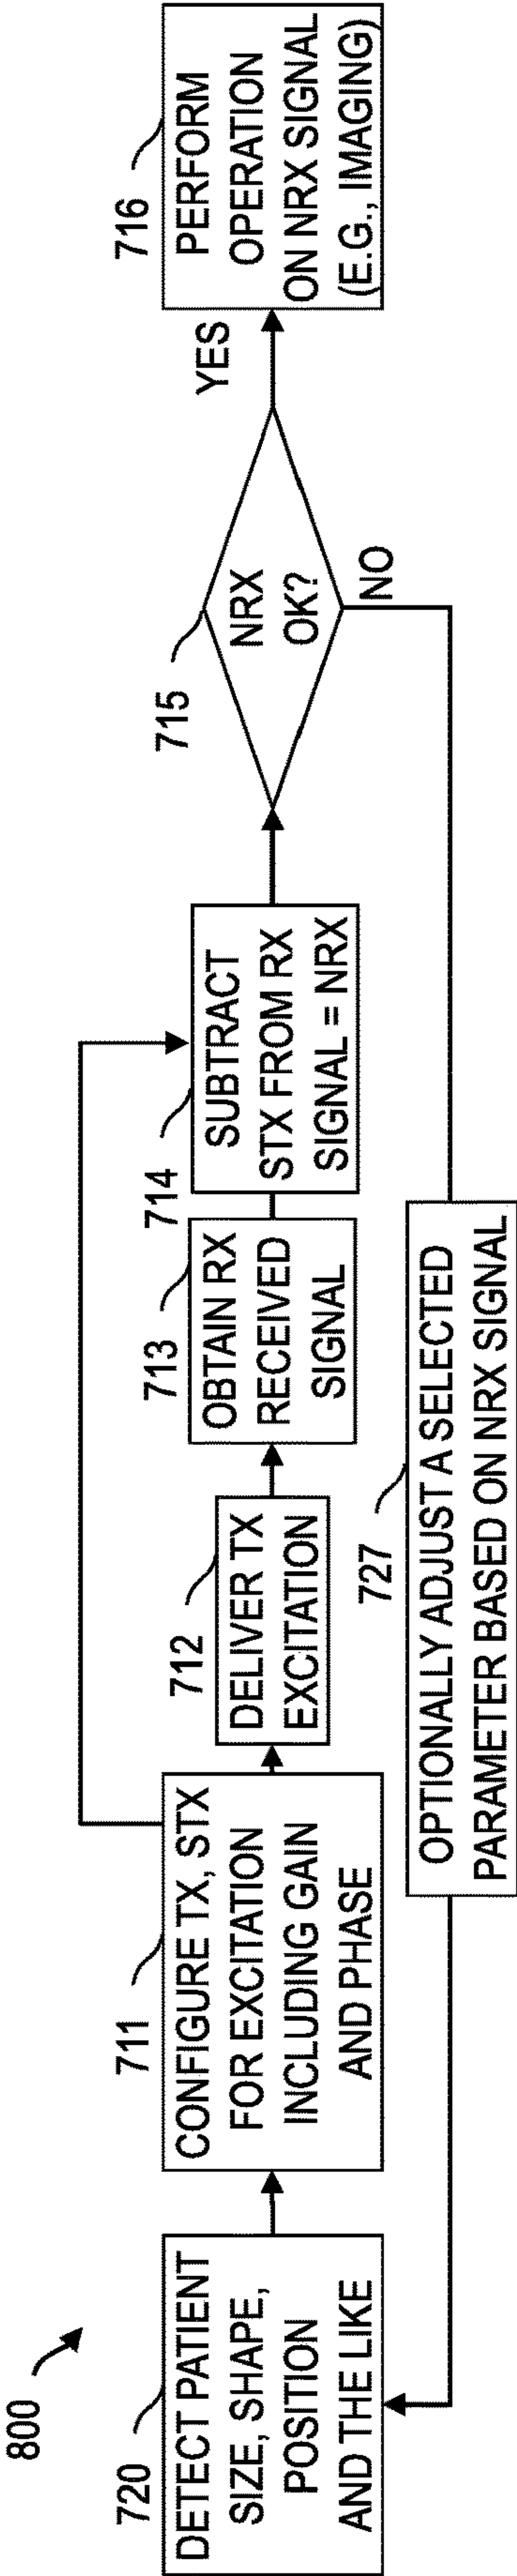 800
720
DETECT PATIENT
SIZE, SHAPE,
POSITION
AND THE LIKE
711
CONFIGURE TX, STX
FOR EXCITATION
INCLUDING GAIN
AND PHASE
712
DELIVER TX
EXCITATION
713
OBTAIN RX
RECEIVED
SIGNAL
714
SUBTRACT
STX FROM RX
SIGNAL = NRX
715
NRX
OK?
YES
NO
716
PERFORM
OPERATION
ON NRX SIGNAL
(E.G., IMAGING)
727
OPTIONALLY ADJUST A SELECTED
PARAMETER BASED ON NRX SIGNAL